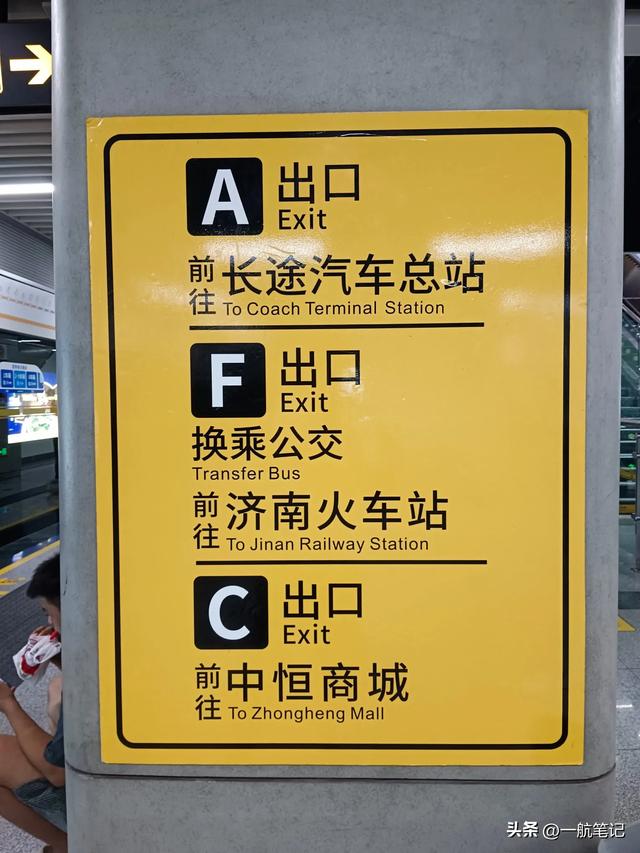 A 出口
Exit
前往 长途汽车总站
To Coach Terminal Station
F 出口
Exit
换乘公交
Transfer Bus
前往 济南火车站
To Jinan Railway Station
C 出口
Exit
前往 中恒商城
To Zhongheng Mall
头条 @一航笔记